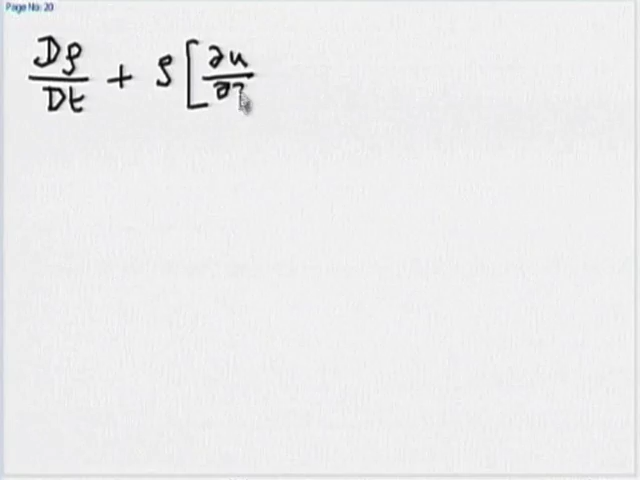 Page No: 20
Dρ/Dt + ρ [ ∂u/∂